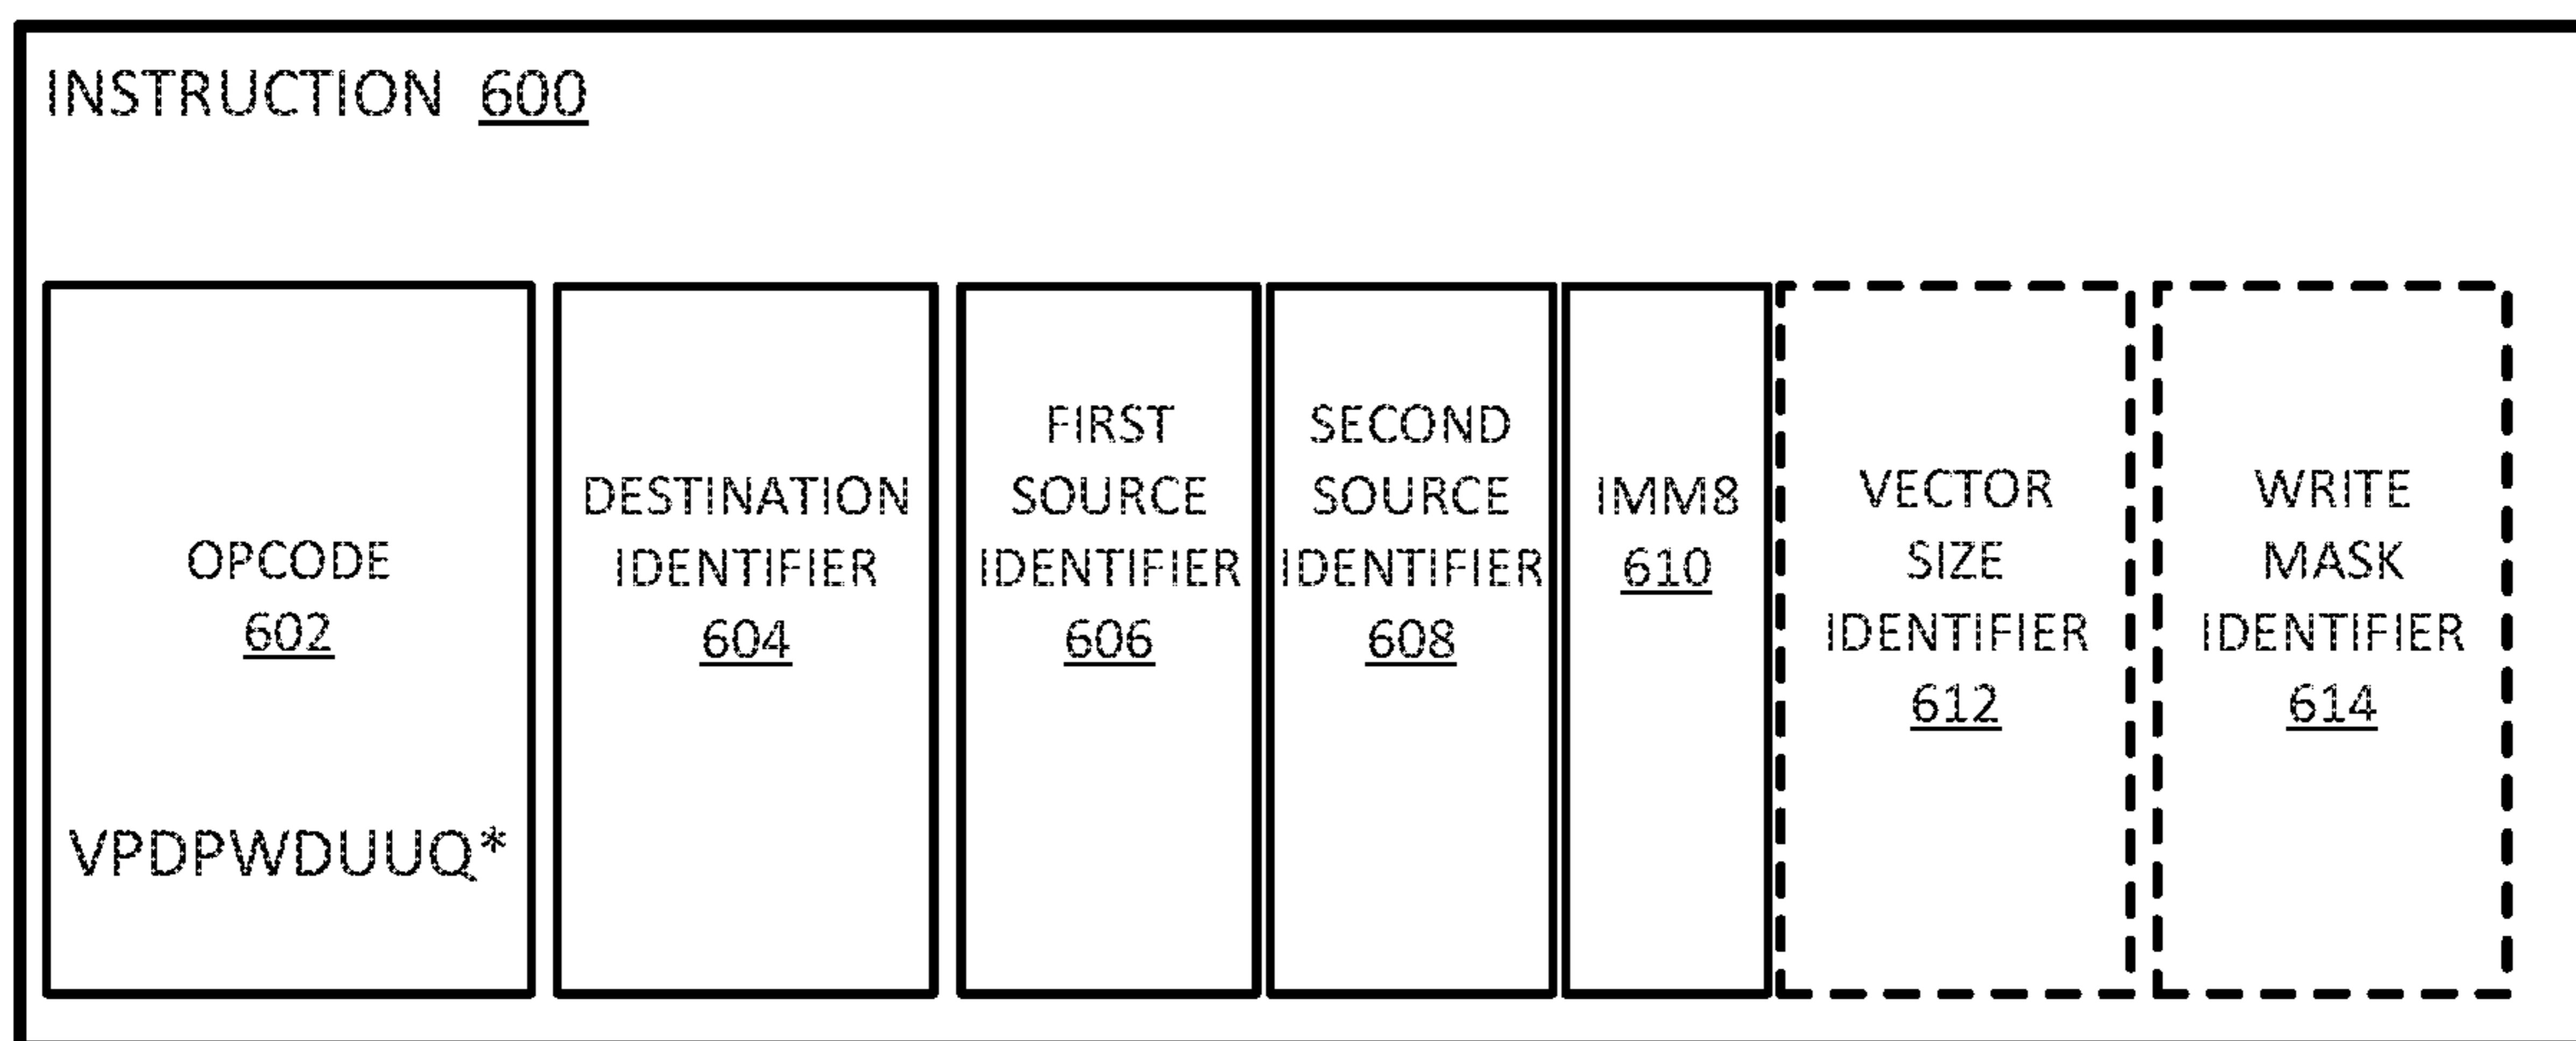 INSTRUCTION 600
OPCODE
602
VPDPWDUUQ*
DESTINATION
IDENTIFIER
604
FIRST
SOURCE
IDENTIFIER
606
SECOND
SOURCE
IDENTIFIER
608
IMM8
610
VECTOR
SIZE
IDENTIFIER
612
WRITE
MASK
IDENTIFIER
614